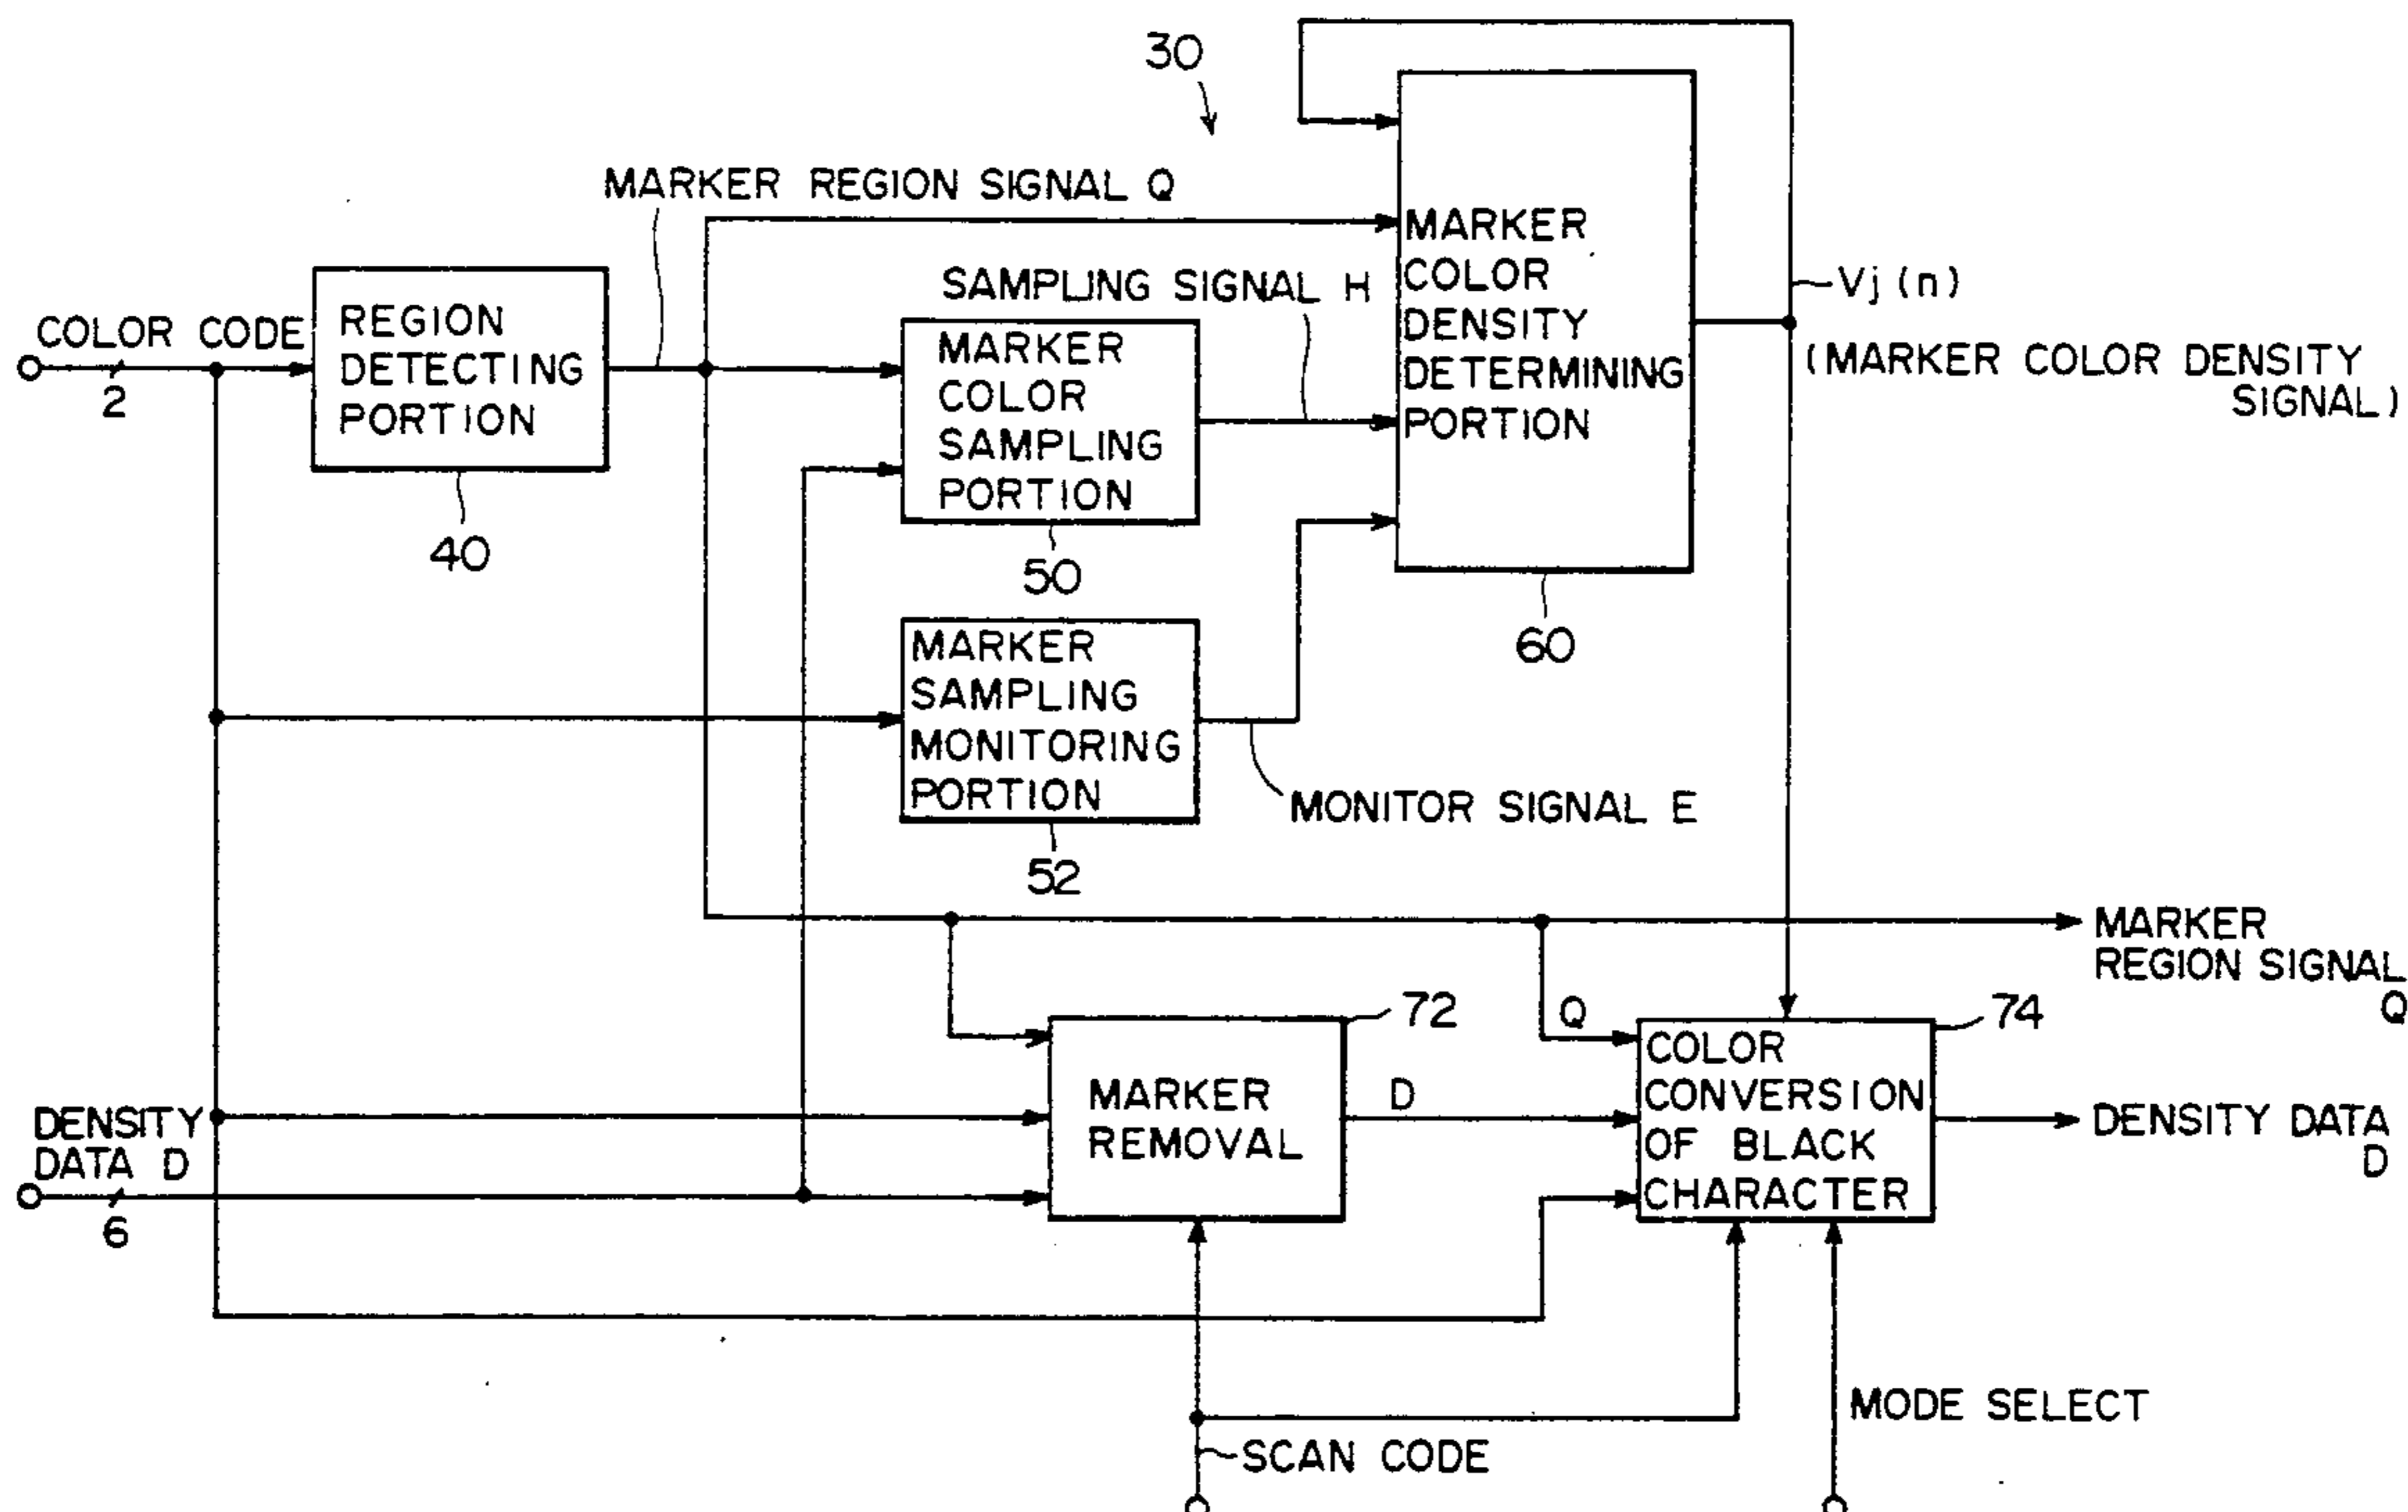 30
MARKER REGION SIGNAL Q
SAMPLING SIGNAL H
COLOR CODE
2
REGION
DETECTING
PORTION
40
MARKER
COLOR
SAMPLING
PORTION
50
MARKER
COLOR
DENSITY
DETERMINING
PORTION
60
Vj (n)
(MARKER COLOR DENSITY
SIGNAL)
MARKER
SAMPLING
MONITORING
PORTION
52
MONITOR SIGNAL E
MARKER
REGION SIGNAL
Q
DENSITY
DATA D
6
72
MARKER
REMOVAL
D
Q
74
COLOR
CONVERSION
OF BLACK
CHARACTER
DENSITY DATA
D
SCAN CODE
MODE SELECT